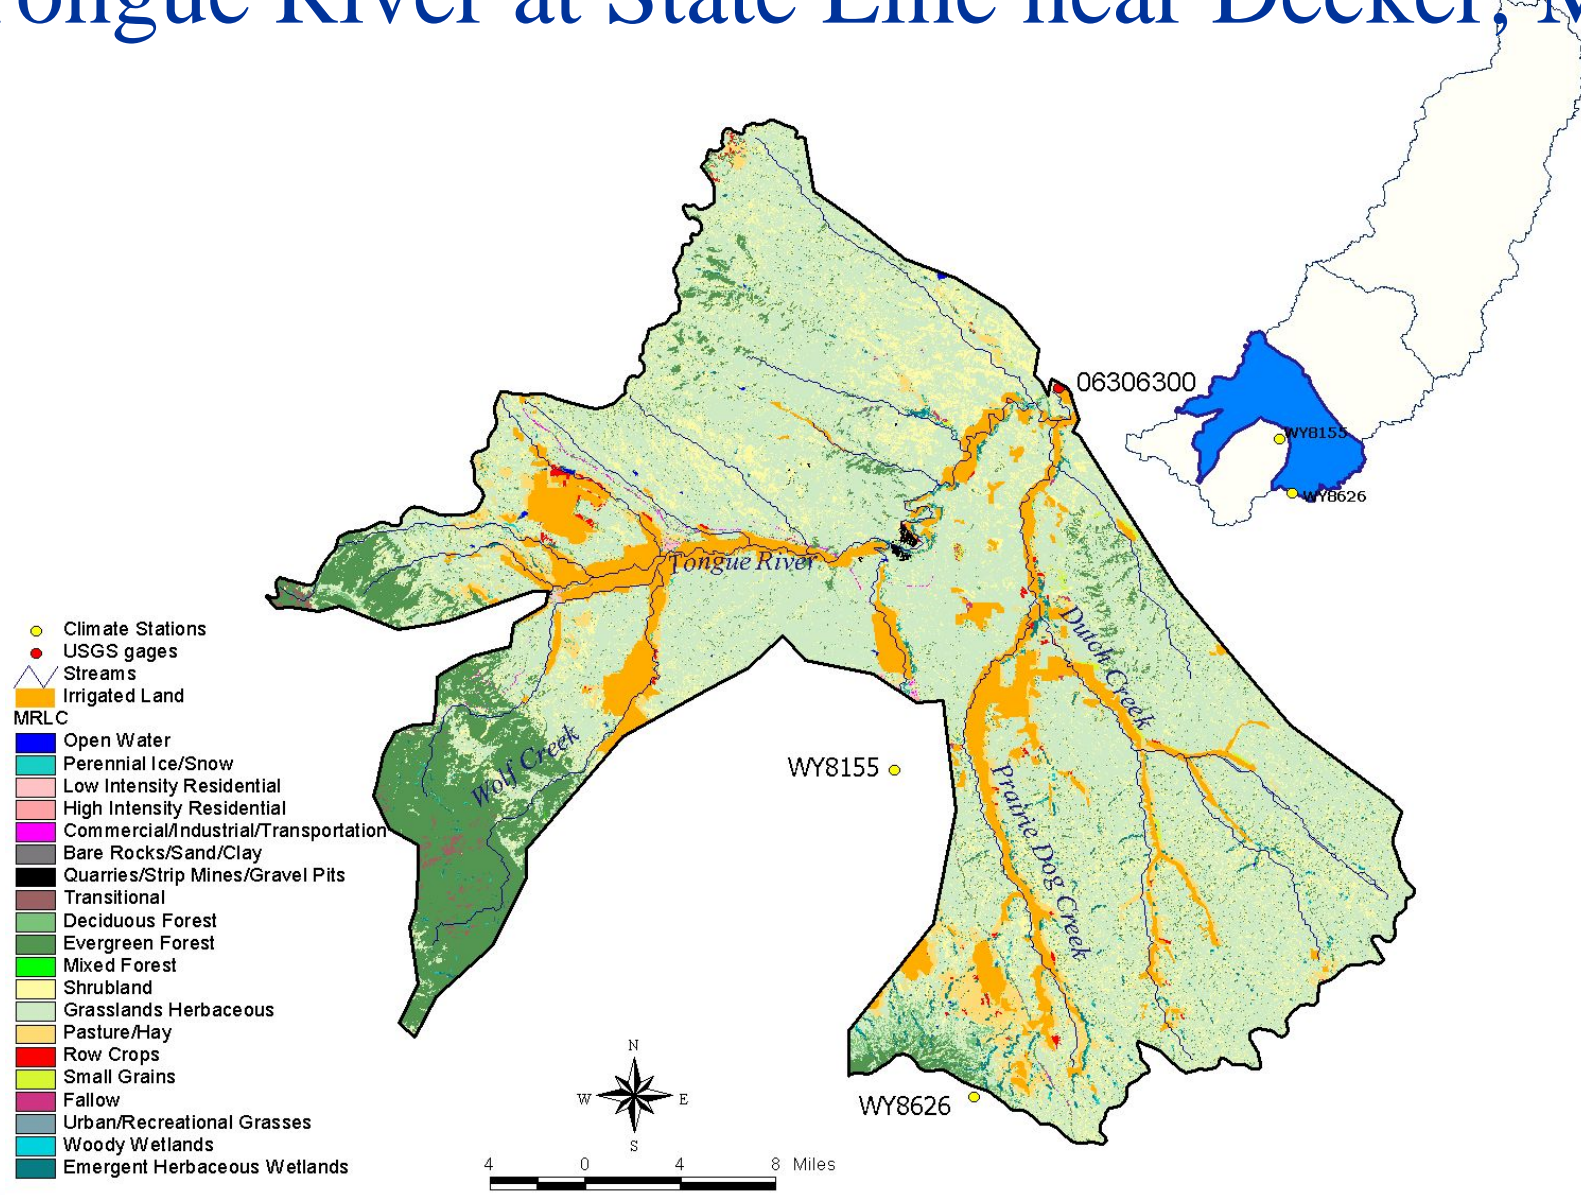 Tongue River at State Line near Decker, M
06306300
WY8155
WY8626
Tongue River
Dutch Creek
Wolf Creek
WY8155
Prairie Dog Creek
WY8626
Climate Stations
USGS gages
Streams
Irrigated Land
MRLC
Open Water
Perennial Ice/Snow
Low Intensity Residential
High Intensity Residential
Commercial/Industrial/Transportation
Bare Rocks/Sand/Clay
Quarries/Strip Mines/Gravel Pits
Transitional
Deciduous Forest
Evergreen Forest
Mixed Forest
Shrubland
Grasslands Herbaceous
Pasture/Hay
Row Crops
Small Grains
Fallow
Urban/Recreational Grasses
Woody Wetlands
Emergent Herbaceous Wetlands
N
W E
S
4 0 4 8 Miles